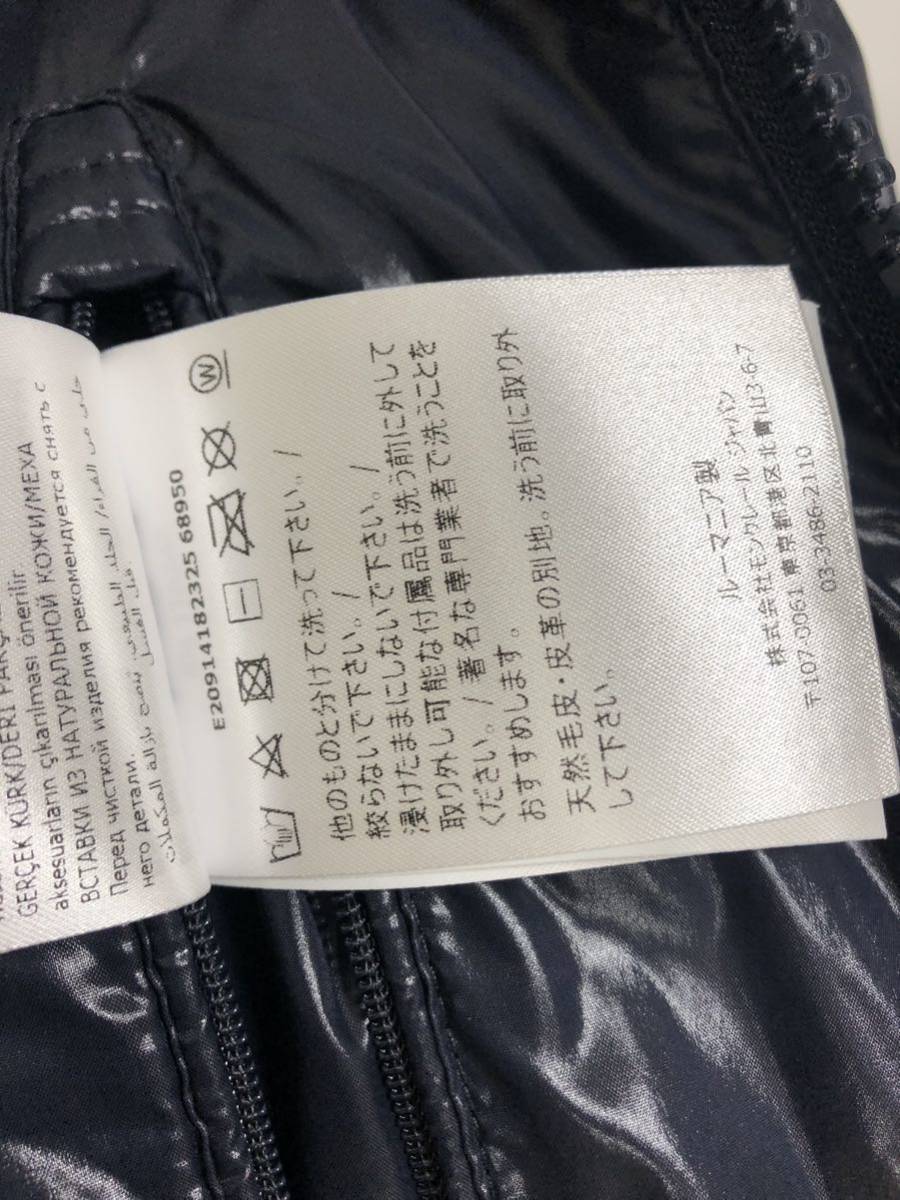 GERÇEK KÜRK/DERİ
aksesuarların çıkarılması önerilir.
ВСТАВКИ ИЗ НАТУРАЛЬНОЙ КОЖИ/МЕХА
Перед чисткой изделия рекомендуется снять с
него детали.
E20914182325 68950
W
他のものと分けて洗って下さい。/
絞らないで下さい。/
浸けたままにしないで下さい。/
取り外し可能な付属品は洗う前に外して
ください。/著名な専門業者で洗うことを
おすすめします。
天然毛皮・皮革の別地。洗う前に取り外
して下さい。
ルーマニア製
株式会社モンクレール ジャパン
〒107-0061 東京都港区北青山3-6-7
03-3486-2110